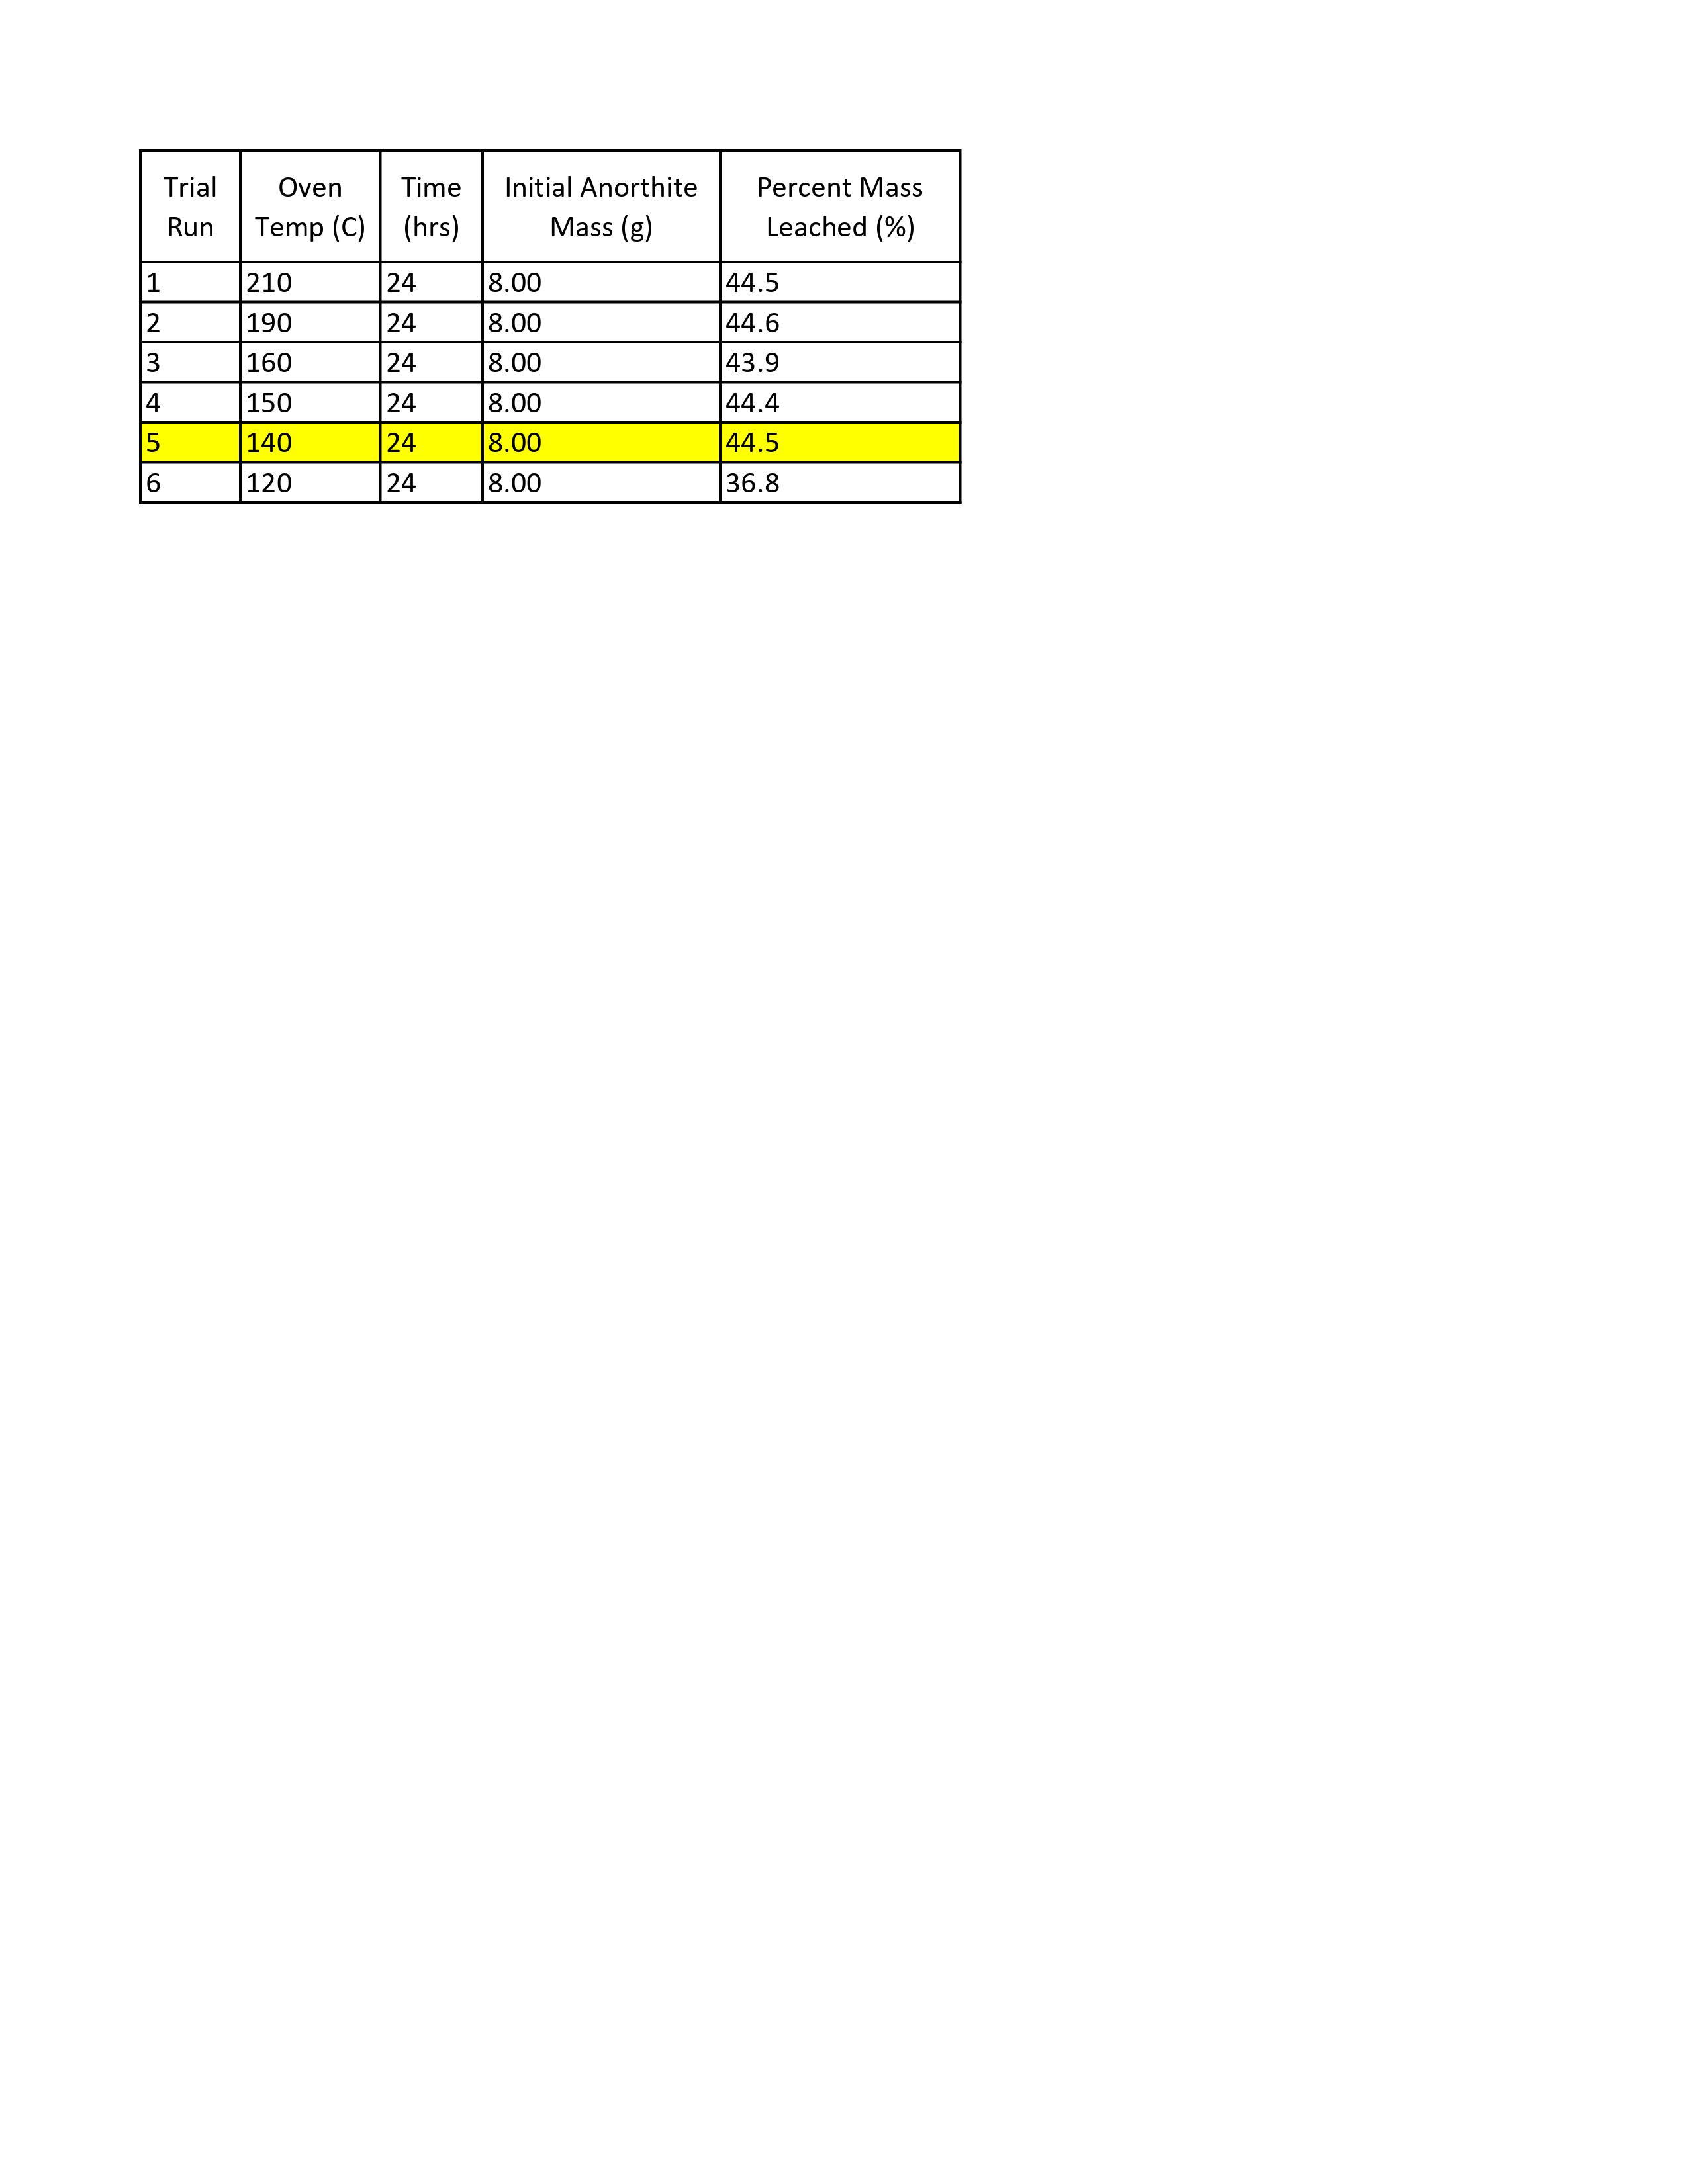 Trial Run Oven Temp (C) Time (hrs) Initial Anorthite Mass (g) Percent Mass Leached (%)
1 210 24 8.00 44.5
2 190 24 8.00 44.6
3 160 24 8.00 43.9
4 150 24 8.00 44.4
5 140 24 8.00 44.5
6 120 24 8.00 36.8